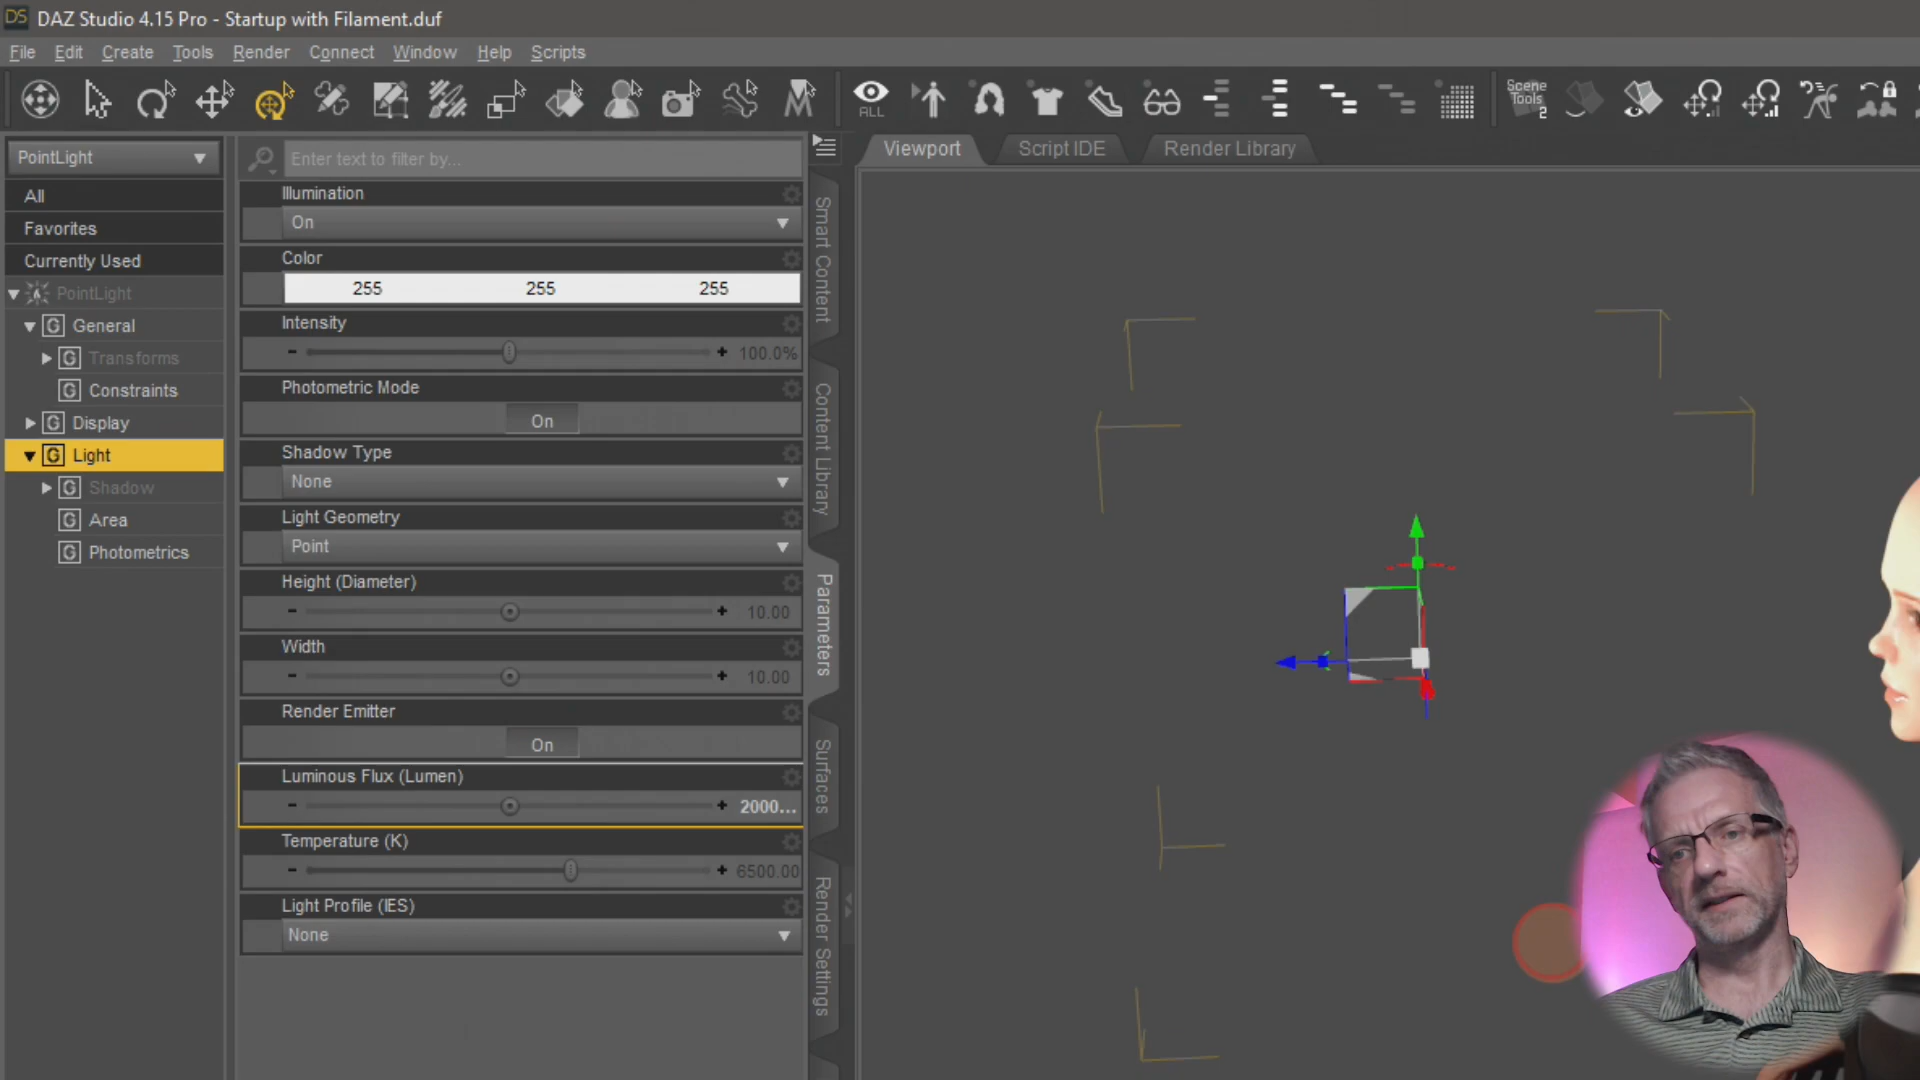 DS DAZ Studio 4.15 Pro - Startup with Filament.duf
File Edit Create Tools Render Connect Window Help Scripts
ALL
Scene
Tools
2
PointLight
All
Favorites
Currently Used
PointLight
G General
G Transforms
G Constraints
G Display
G Light
G Shadow
G Area
G Photometrics
Enter text to filter by...
Illumination
On
Color
255 255 255
Intensity
- + 100.0%
Photometric Mode
On
Shadow Type
None
Light Geometry
Point
Height (Diameter)
- + 10.00
Width
- + 10.00
Render Emitter
On
Luminous Flux (Lumen)
- + 2000...
Temperature (K)
- + 6500.00
Light Profile (IES)
None
Smart Content
Content Library
Parameters
Surfaces
Render Settings
Viewport Script IDE Render Library